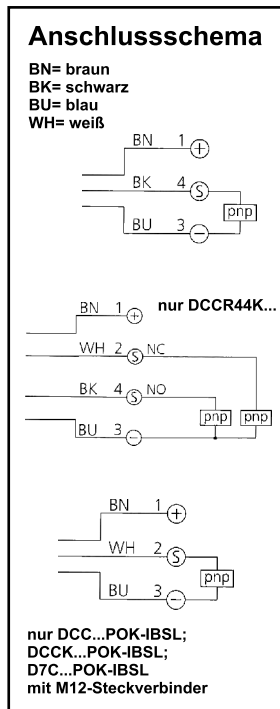 Anschlussschema
BN= braun
BK= schwarz
BU= blau
WH= weiß
BN 1 +
BK 4 S
pnp
BU 3 −
nur DCCR44K...
BN 1 +
WH 2 S NC
BK 4 S NO
pnp pnp
BU 3 −
BN 1 +
WH 2 S
pnp
BU 3 −
nur DCC...POK-IBSL;
DCCK...POK-IBSL;
D7C...POK-IBSL
mit M12-Steckverbinder